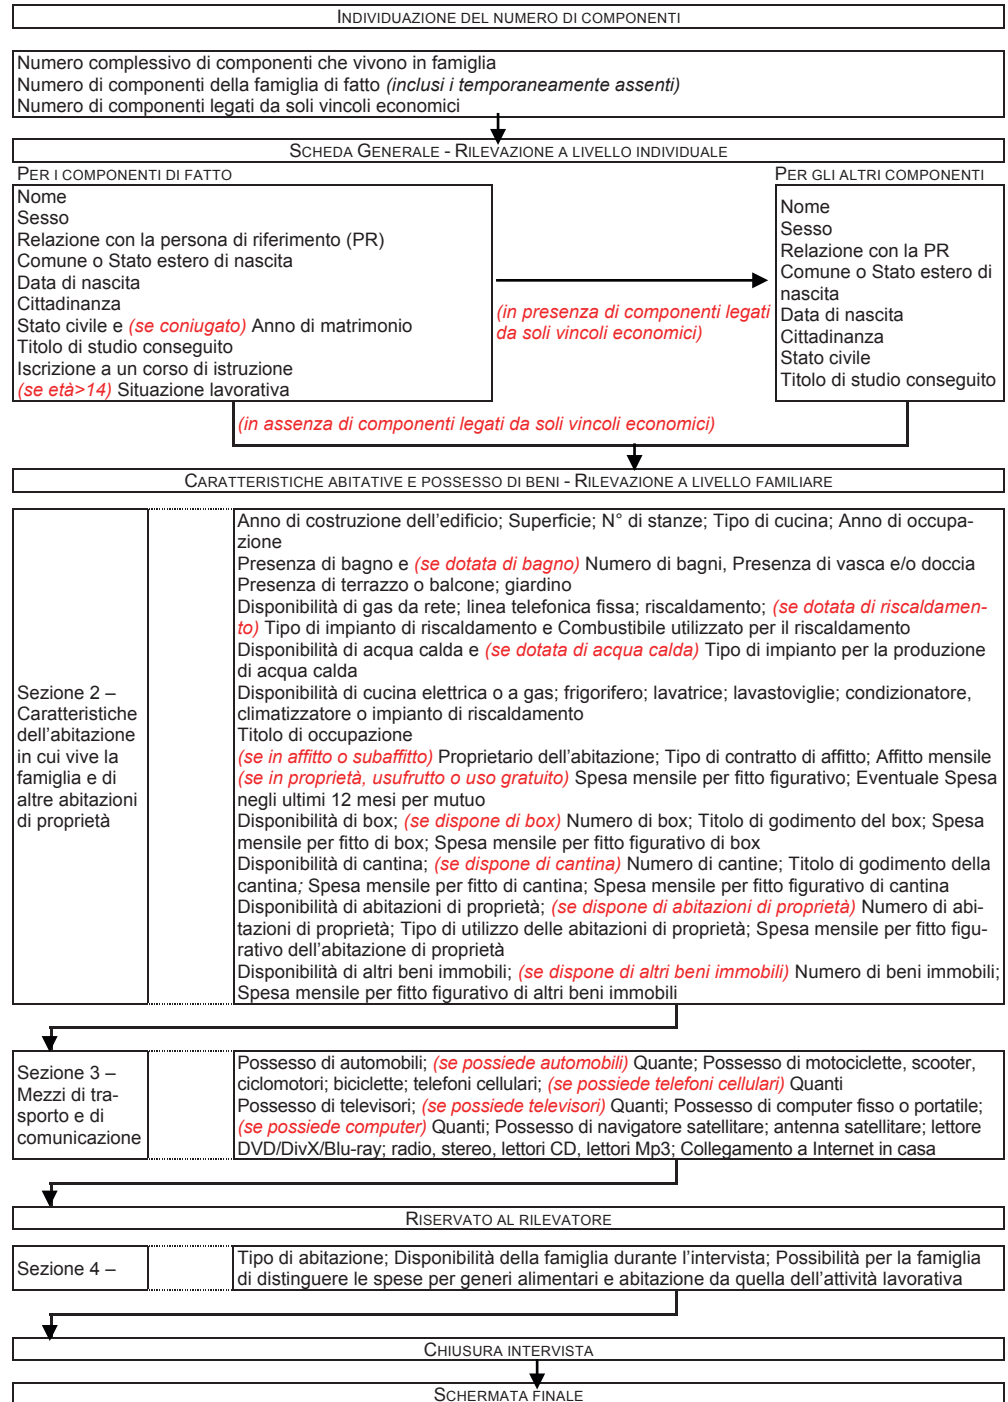 INDIVIDUAZIONE DEL NUMERO DI COMPONENTI
Numero complessivo di componenti che vivono in famiglia
Numero di componenti della famiglia di fatto (inclusi i temporaneamente assenti)
Numero di componenti legati da soli vincoli economici
SCHEDA GENERALE - RILEVAZIONE A LIVELLO INDIVIDUALE
PER I COMPONENTI DI FATTO
Nome
Sesso
Relazione con la persona di riferimento (PR)
Comune o Stato estero di nascita
Data di nascita
Cittadinanza
Stato civile e (se coniugato) Anno di matrimonio
Titolo di studio conseguito
Iscrizione a un corso di istruzione
(se età>14) Situazione lavorativa
(in presenza di componenti legati
da soli vincoli economici)
PER GLI ALTRI COMPONENTI
Nome
Sesso
Relazione con la PR
Comune o Stato estero di
nascita
Data di nascita
Cittadinanza
Stato civile
Titolo di studio conseguito
(in assenza di componenti legati da soli vincoli economici)
CARATTERISTICHE ABITATIVE E POSSESSO DI BENI - RILEVAZIONE A LIVELLO FAMILIARE
Sezione 2 –
Caratteristiche
dell'abitazione
in cui vive la
famiglia e di
altre abitazioni
di proprietà
Anno di costruzione dell'edificio; Superficie; N° di stanze; Tipo di cucina; Anno di occupa-
zione
Presenza di bagno e (se dotata di bagno) Numero di bagni, Presenza di vasca e/o doccia
Presenza di terrazzo o balcone; giardino
Disponibilità di gas da rete; linea telefonica fissa; riscaldamento; (se dotata di riscaldamen-
to) Tipo di impianto di riscaldamento e Combustibile utilizzato per il riscaldamento
Disponibilità di acqua calda e (se dotata di acqua calda) Tipo di impianto per la produzione
di acqua calda
Disponibilità di cucina elettrica o a gas; frigorifero; lavatrice; lavastoviglie; condizionatore,
climatizzatore o impianto di riscaldamento
Titolo di occupazione
(se in affitto o subaffitto) Proprietario dell'abitazione; Tipo di contratto di affitto; Affitto mensile
(se in proprietà, usufrutto o uso gratuito) Spesa mensile per fitto figurativo; Eventuale Spesa
negli ultimi 12 mesi per mutuo
Disponibilità di box; (se dispone di box) Numero di box; Titolo di godimento del box; Spesa
mensile per fitto di box; Spesa mensile per fitto figurativo di box
Disponibilità di cantina; (se dispone di cantina) Numero di cantine; Titolo di godimento della
cantina; Spesa mensile per fitto di cantina; Spesa mensile per fitto figurativo di cantina
Disponibilità di abitazioni di proprietà; (se dispone di abitazioni di proprietà) Numero di abi-
tazioni di proprietà; Tipo di utilizzo delle abitazioni di proprietà; Spesa mensile per fitto figu-
rativo dell'abitazione di proprietà
Disponibilità di altri beni immobili; (se dispone di altri beni immobili) Numero di beni immobili;
Spesa mensile per fitto figurativo di altri beni immobili
Sezione 3 –
Mezzi di tra-
sporto e di
comunicazione
Possesso di automobili; (se possiede automobili) Quante; Possesso di motociclette, scooter,
ciclomotori; biciclette; telefoni cellulari; (se possiede telefoni cellulari) Quanti
Possesso di televisori; (se possiede televisori) Quanti; Possesso di computer fisso o portatile;
(se possiede computer) Quanti; Possesso di navigatore satellitare; antenna satellitare; lettore
DVD/DivX/Blu-ray; radio, stereo, lettori CD, lettori Mp3; Collegamento a Internet in casa
RISERVATO AL RILEVATORE
Sezione 4 –
Tipo di abitazione; Disponibilità della famiglia durante l'intervista; Possibilità per la famiglia
di distinguere le spese per generi alimentari e abitazione da quella dell'attività lavorativa
CHIUSURA INTERVISTA
SCHERMATA FINALE